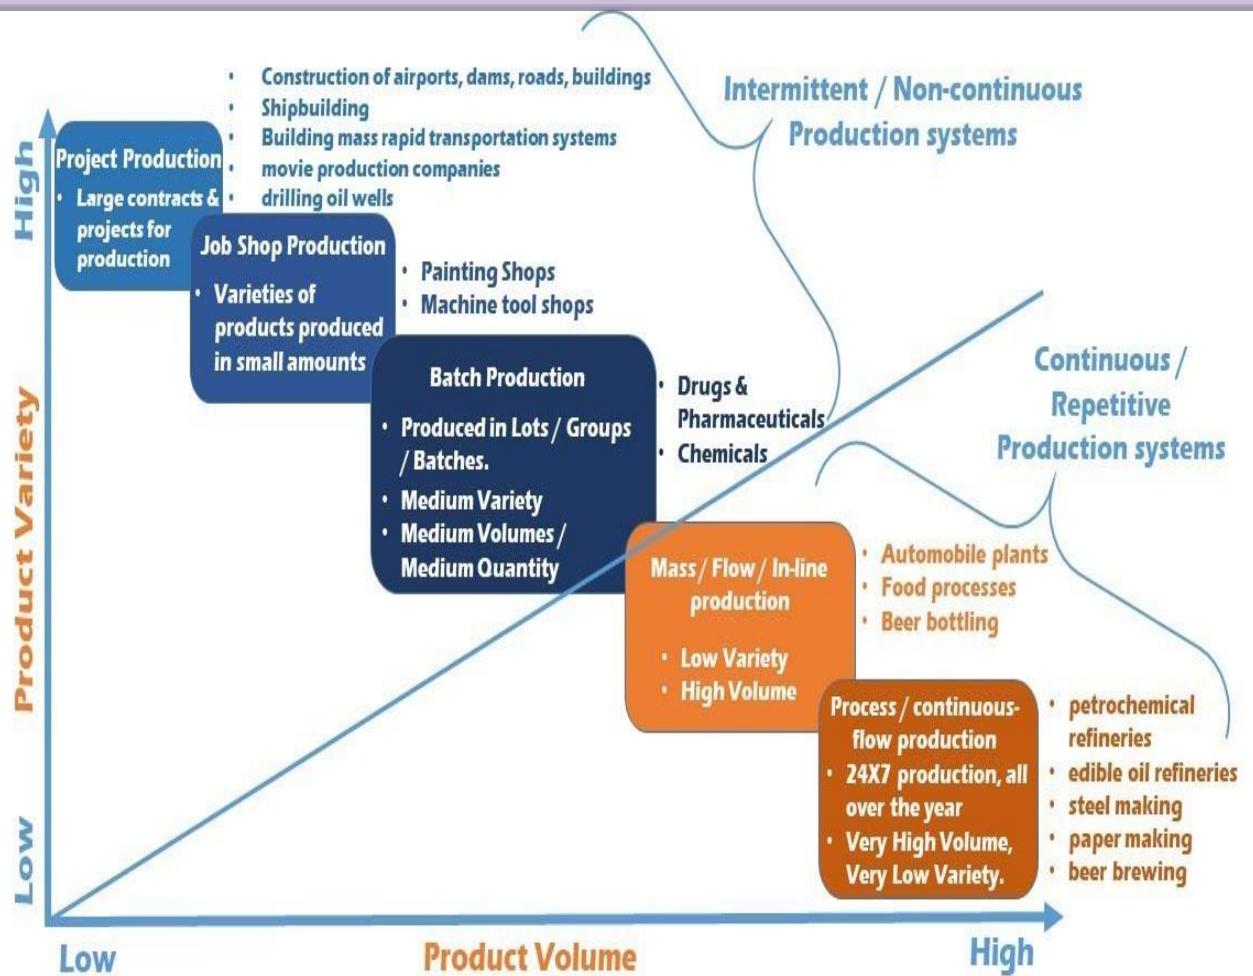 • Construction of airports, dams, roads, buildings
• Shipbuilding
• Building mass rapid transportation systems
• movie production companies
• drilling oil wells
Intermittent / Non-continuous
Production systems
High
Project Production
• Large contracts &
projects for
production
Job Shop Production
• Varieties of
products produced
in small amounts
• Painting Shops
• Machine tool shops
Batch Production
• Produced in Lots / Groups
/ Batches.
• Medium Variety
• Medium Volumes /
Medium Quantity
• Drugs &
Pharmaceuticals
• Chemicals
Continuous /
Repetitive
Production systems
Product Variety
Mass / Flow / In-line
production
• Low Variety
• High Volume
• Automobile plants
• Food processes
• Beer bottling
Process / continuous-
flow production
• 24X7 production, all
over the year
• Very High Volume,
Very Low Variety.
• petrochemical
refineries
• edible oil refineries
• steel making
• paper making
• beer brewing
Low
Low
Product Volume
High